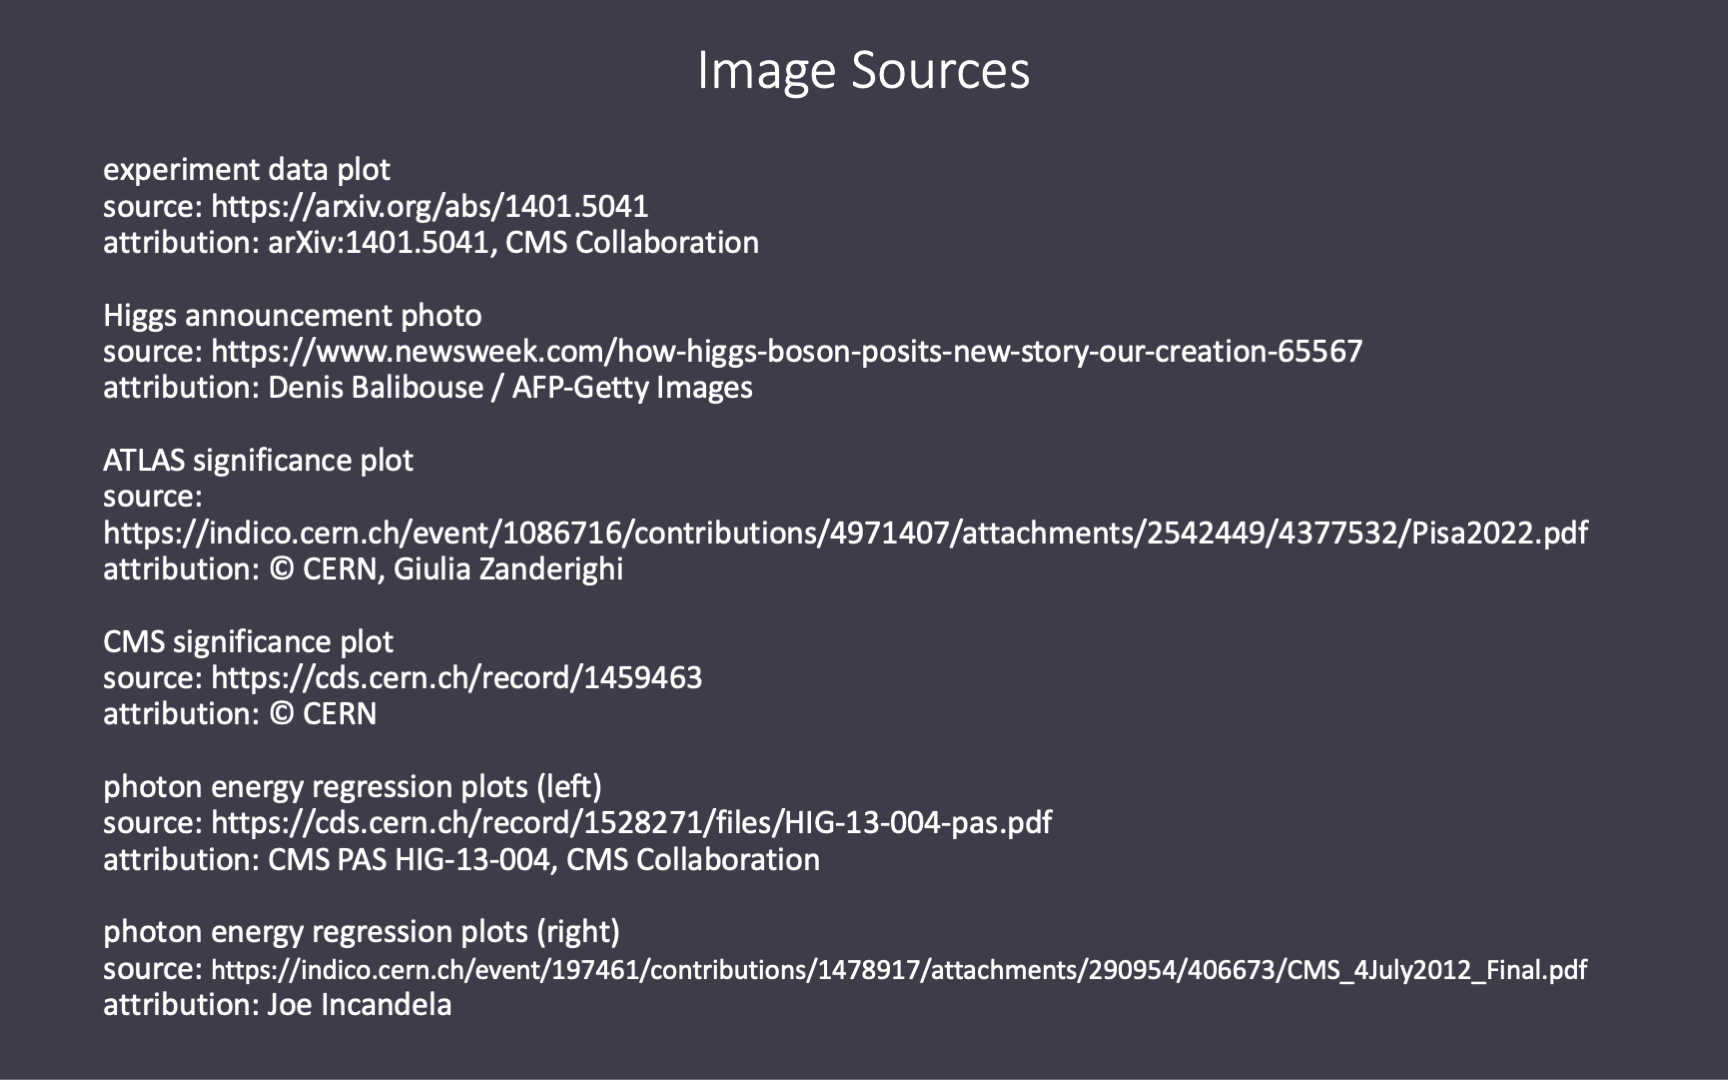 Image Sources
experiment data plot
source: https://arxiv.org/abs/1401.5041
attribution: arXiv:1401.5041, CMS Collaboration
Higgs announcement photo
source: https://www.newsweek.com/how-higgs-boson-posits-new-story-our-creation-65567
attribution: Denis Balibouse / AFP-Getty Images
ATLAS significance plot
source:
https://indico.cern.ch/event/1086716/contributions/4971407/attachments/2542449/4377532/Pisa2022.pdf
attribution: © CERN, Giulia Zanderighi
CMS significance plot
source: https://cds.cern.ch/record/1459463
attribution: © CERN
photon energy regression plots (left)
source: https://cds.cern.ch/record/1528271/files/HIG-13-004-pas.pdf
attribution: CMS PAS HIG-13-004, CMS Collaboration
photon energy regression plots (right)
source: https://indico.cern.ch/event/197461/contributions/1478917/attachments/290954/406673/CMS_4July2012_Final.pdf
attribution: Joe Incandela